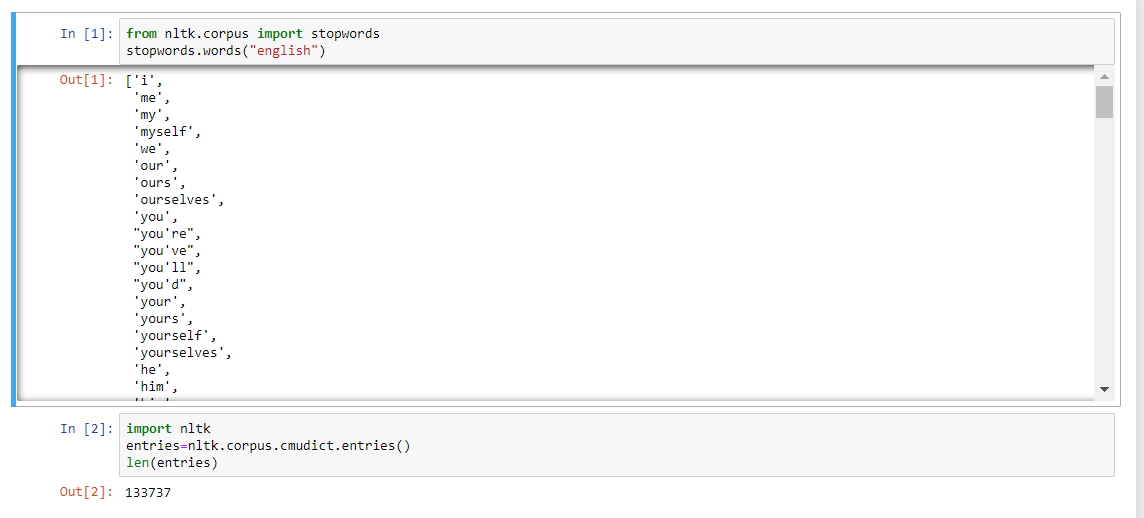 In [1]: from nltk.corpus import stopwords
stopwords.words("english")
Out[1]: ['i',
'me',
'my',
'myself',
'we',
'our',
'ours',
'ourselves',
'you',
"you're",
"you've",
"you'll",
"you'd",
'your',
'yours',
'yourself',
'yourselves',
'he',
'him',
In [2]: import nltk
entries=nltk.corpus.cmudict.entries()
len(entries)
Out[2]: 133737